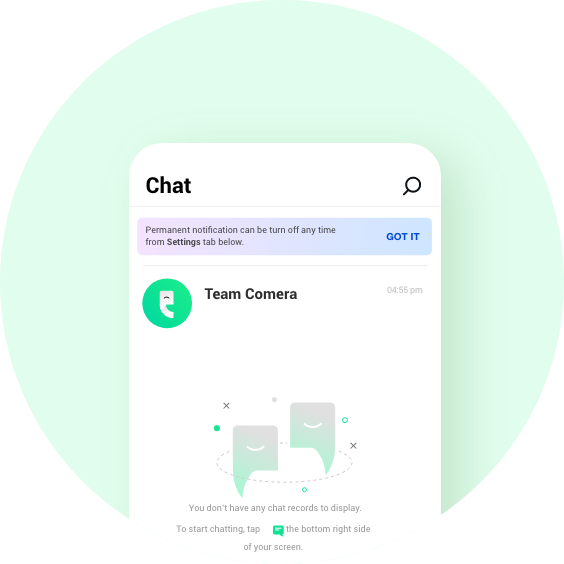 Chat
Permanent notification can be turn off any time
from Settings tab below.
GOT IT
Team Comera
04:55 pm
You don't have any chat records to display.
To start chatting, tap the bottom right side
of your screen.